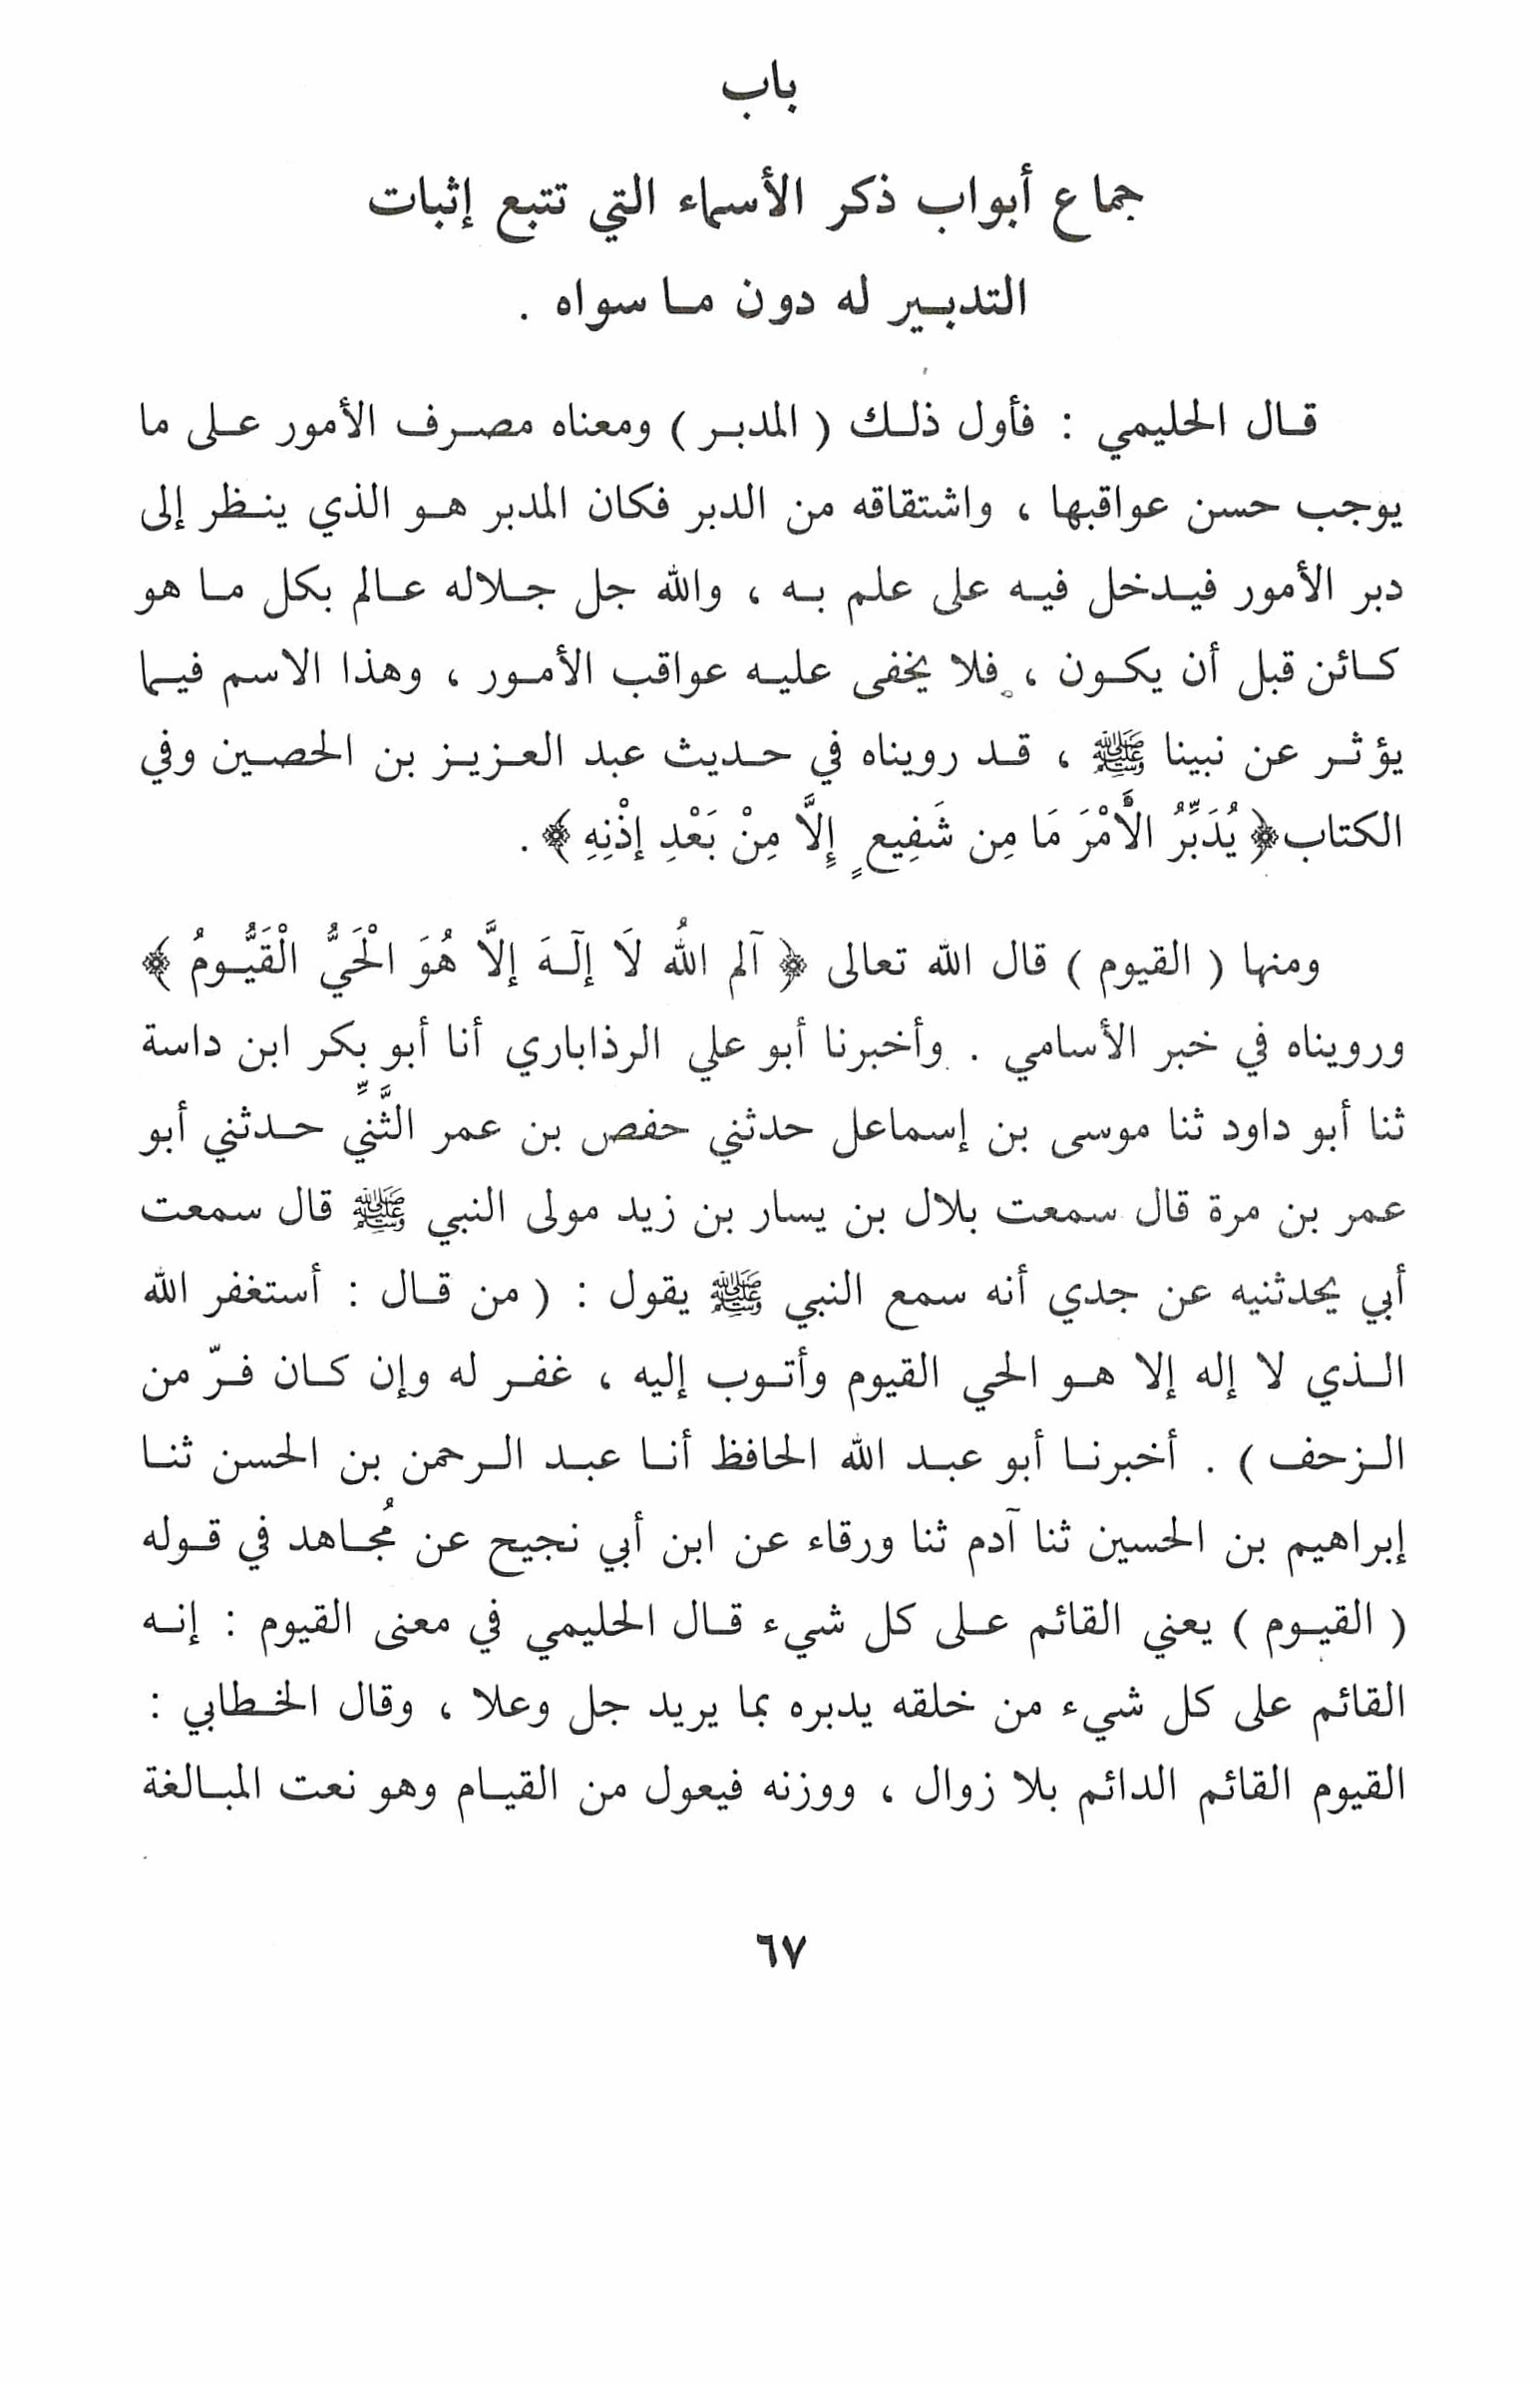 باب
جماع أبواب ذكر الأسماء التي تتبع إثبات
التدبير له دون ما سواه .
قال الحليمي : فأول ذلك ( المدبر ) ومعناه مصرف الأمور على ما
يوجب حسن عواقبها ، واشتقاقه من الدبر فكان المدبر هو الذي ينظر إلى
دبر الأمور فيدخل فيه على علم به ، والله جل جلاله عالم بكل ما هو
كائن قبل أن يكون ، فلا يخفى عليه عواقب الأمور ، وهذا الاسم فيما
يؤثر عن نبينا ﷺ ، قد رويناه في حديث عبد العزيز بن الحصين وفي
الكتاب ﴿ يُدَبِّرُ الْأَمْرَ مَا مِن شَفِيعٍ إِلَّا مِنْ بَعْدِ إذْنِهِ ﴾ .
ومنها ( القيوم ) قال الله تعالى ﴿ آلم اللهُ لَا إلَـهَ إلَّا هُوَ الْحَيُّ الْقَيُّومُ ﴾
ورويناه في خبر الأسامي . وأخبرنا أبو علي الرذاباري أنا أبو بكر ابن داسة
ثنا أبو داود ثنا موسى بن إسماعل حدثني حفص بن عمر الثَّنِّي حدثني أبو
عمر بن مرة قال سمعت بلال بن يسار بن زيد مولى النبي ﷺ قال سمعت
أبي يحدثنيه عن جدي أنه سمع النبي ﷺ يقول : ( من قال : أستغفر الله
الذي لا إله إلا هو الحي القيوم وأتوب إليه ، غفر له وإن كان فرّ من
الزحف ) . أخبرنا أبو عبد الله الحافظ أنا عبد الرحمن بن الحسن ثنا
إبراهيم بن الحسين ثنا آدم ثنا ورقاء عن ابن أبي نجيح عن مُجاهد في قوله
( القيوم ) يعني القائم على كل شيء قال الحليمي في معنى القيوم : إنه
القائم على كل شيء من خلقه يدبره بما يريد جل وعلا ، وقال الخطابي :
القيوم القائم الدائم بلا زوال ، ووزنه فيعول من القيام وهو نعت المبالغة
٦٧